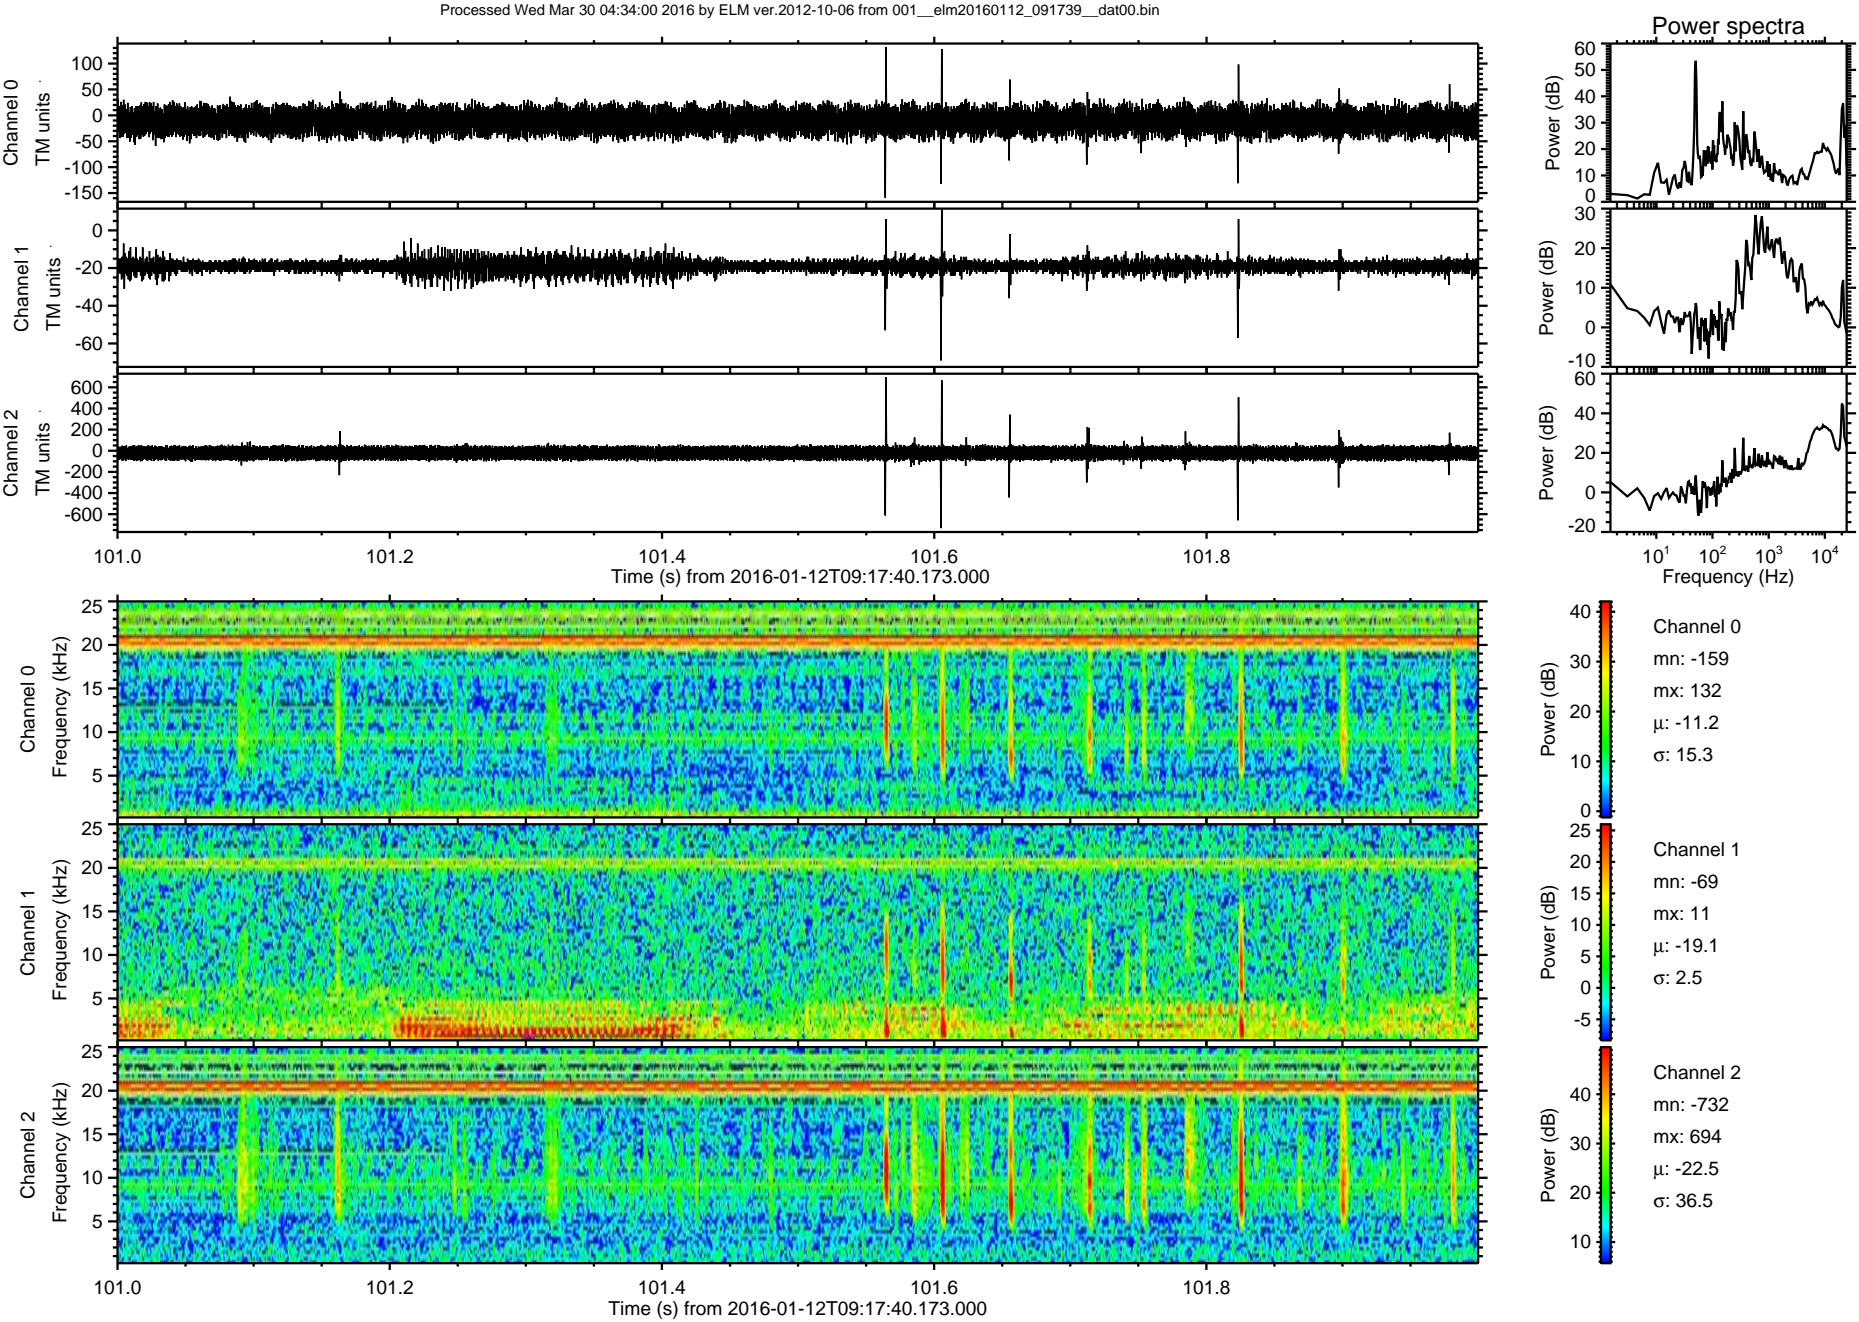 Processed Wed Mar 30 04:34:00 2016 by ELM ver.2012-10-06 from 001__elm20160112_091739__dat00.bin
Power spectra
Channel 0
TM units
100
50
0
-50
-100
-150
Power (dB)
60
50
40
30
20
10
0
Channel 1
TM units
0
-20
-40
-60
Power (dB)
30
20
10
0
-10
Channel 2
TM units
600
400
200
0
-200
-400
-600
Power (dB)
60
40
20
0
-20
101.0 101.2 101.4 101.6 101.8
Time (s) from 2016-01-12T09:17:40.173.000
10¹ 10² 10³ 10⁴
Frequency (Hz)
Channel 0
Frequency (kHz)
25
20
15
10
5
Power (dB)
40
30
20
10
0
Channel 0
mn: -159
mx: 132
µ: -11.2
σ: 15.3
Channel 1
Frequency (kHz)
25
20
15
10
5
Power (dB)
25
20
15
10
5
0
-5
Channel 1
mn: -69
mx: 11
µ: -19.1
σ: 2.5
Channel 2
Frequency (kHz)
25
20
15
10
5
Power (dB)
40
30
20
10
Channel 2
mn: -732
mx: 694
µ: -22.5
σ: 36.5
101.0 101.2 101.4 101.6 101.8
Time (s) from 2016-01-12T09:17:40.173.000